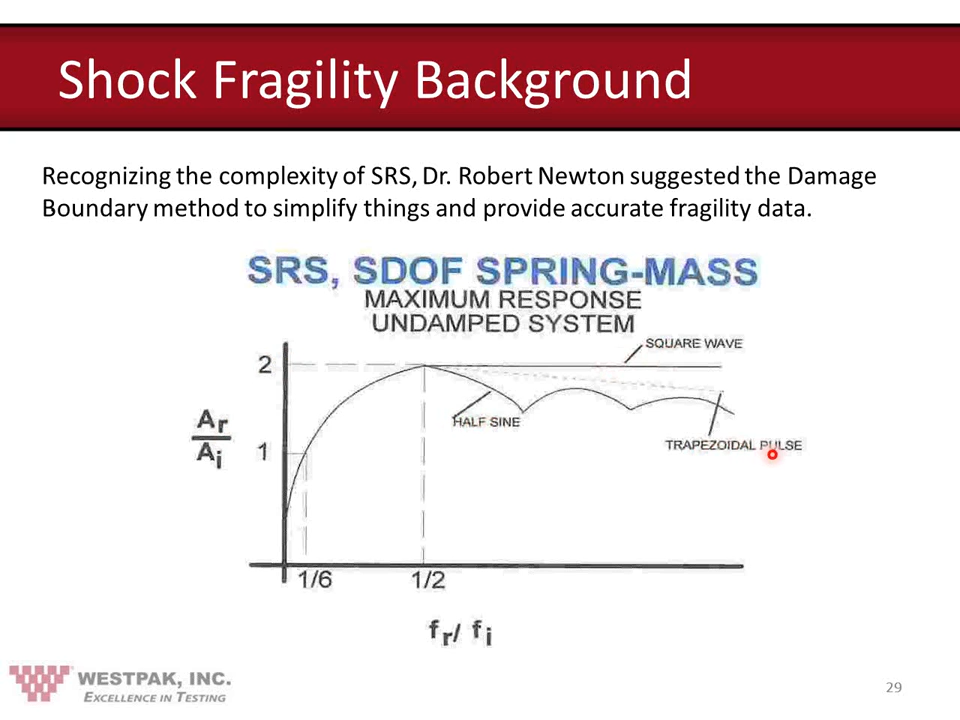 Shock Fragility Background
Recognizing the complexity of SRS, Dr. Robert Newton suggested the Damage
Boundary method to simplify things and provide accurate fragility data.
SRS, SDOF SPRING-MASS
MAXIMUM RESPONSE
UNDAMPED SYSTEM
SQUARE WAVE
2
HALF SINE
Ar
Ai
1
TRAPEZOIDAL PULSE
1/6
1/2
fr/ fi
WESTPAK, INC.
EXCELLENCE IN TESTING
29